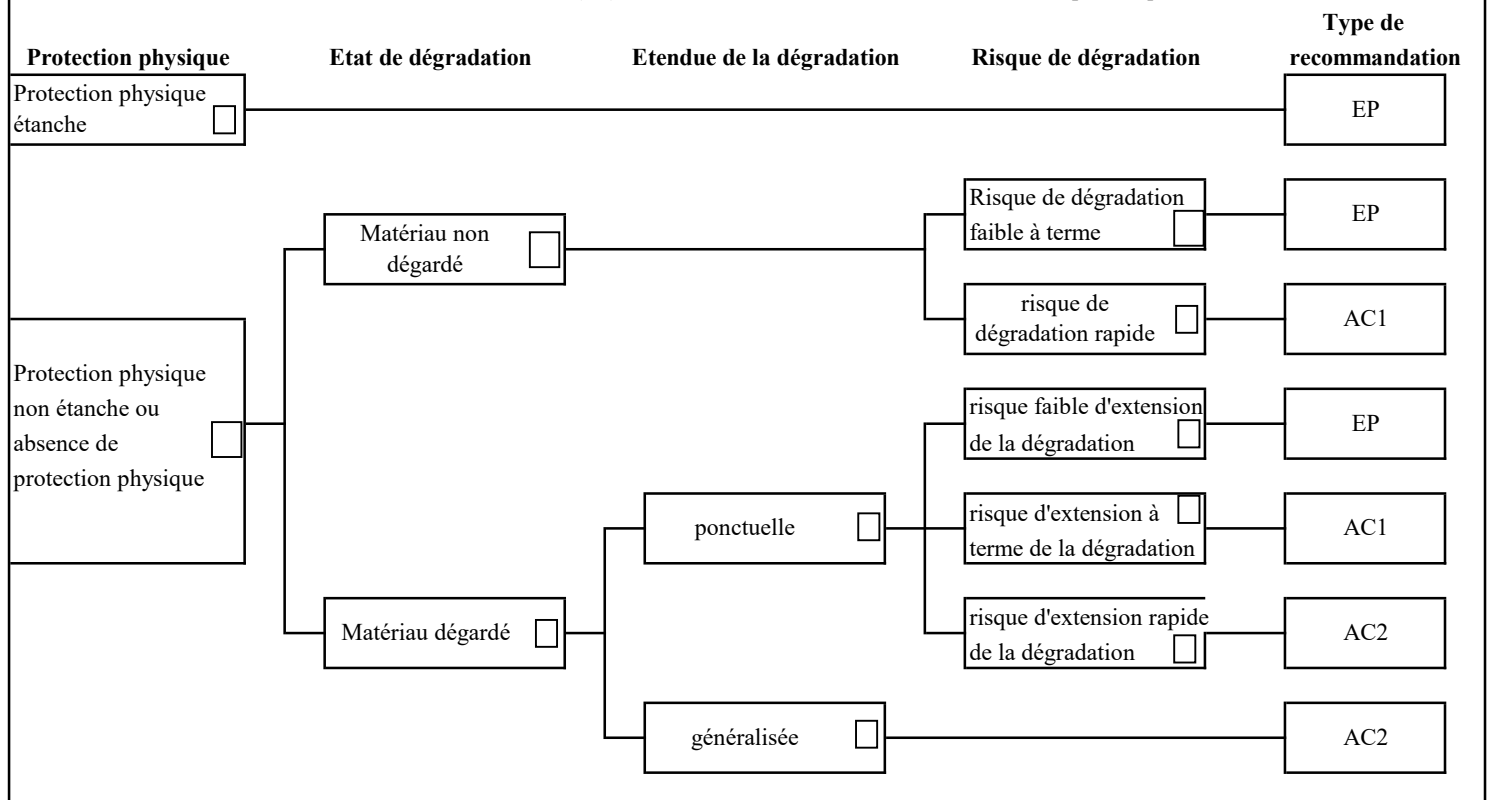 Type de
Protection physique Etat de dégradation Etendue de la dégradation Risque de dégradation recommandation
Protection physique
étanche
EP
Risque de dégradation
faible à terme
EP
Matériau non
dégardé
risque de
dégradation rapide
AC1
Protection physique
non étanche ou
absence de
protection physique
risque faible d'extension
de la dégradation
EP
ponctuelle
risque d'extension à
terme de la dégradation
AC1
Matériau dégardé
risque d'extension rapide
de la dégradation
AC2
généralisée
AC2